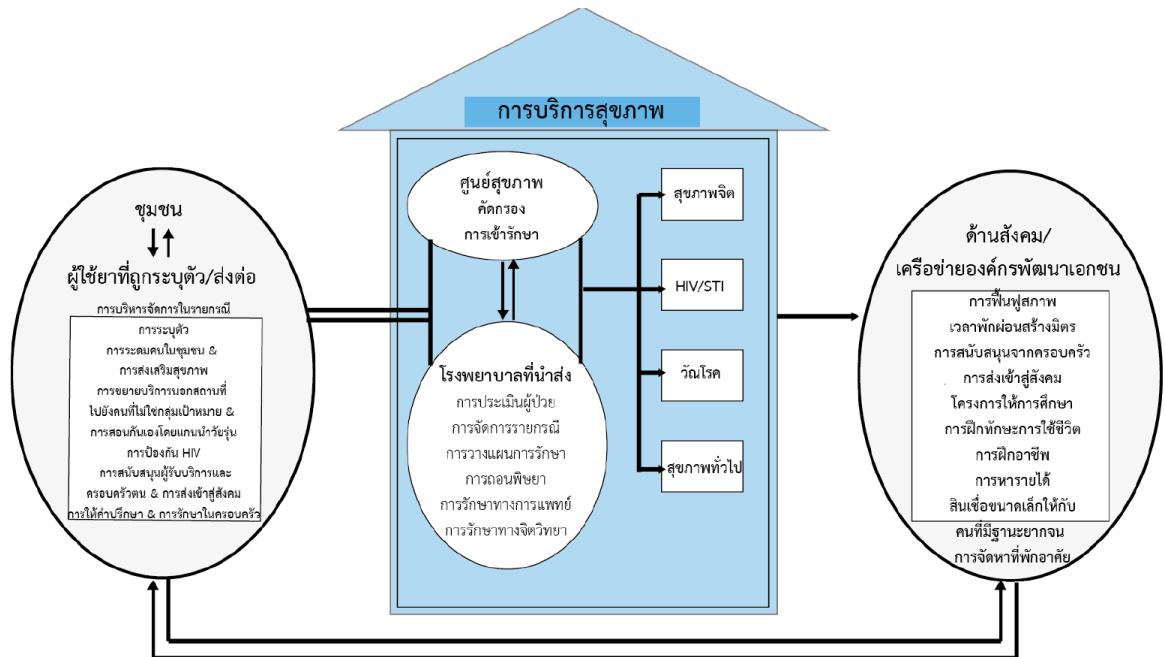 การบริการสุขภาพ
ชุมชน
ผู้ใช้ยาที่ถูกระบุตัว/ส่งต่อ
การบริหารจัดการในรายกรณี
การระบุตัว
การระดมคนในชุมชน &
การส่งเสริมสุขภาพ
การขยายบริการนอกสถานที่
ไปยังคนที่ไม่ใช่กลุ่มเป้าหมาย &
การสอนกันเองโดยแกนนำวัยรุ่น
การป้องกัน HIV
การสนับสนุนผู้รับบริการและ
ครอบครัวตน & การส่งเข้าสู่สังคม
การให้คำปรึกษา & การรักษาในครอบครัว
ศูนย์สุขภาพ
คัดกรอง
การเข้ารักษา
โรงพยาบาลที่นำส่ง
การประเมินผู้ป่วย
การจัดการรายกรณี
การวางแผนการรักษา
การถอนพิษยา
การรักษาทางการแพทย์
การรักษาทางจิตวิทยา
สุขภาพจิต
HIV/STI
วัณโรค
สุขภาพทั่วไป
ด้านสังคม/
เครือข่ายองค์กรพัฒนาเอกชน
การฟื้นฟูสภาพ
เวลาพักผ่อนสร้างมิตร
การสนับสนุนจากครอบครัว
การส่งเข้าสู่สังคม
โครงการให้การศึกษา
การฝึกทักษะการใช้ชีวิต
การฝึกอาชีพ
การหารายได้
สินเชื่อขนาดเล็กให้กับ
คนที่มีฐานะยากจน
การจัดหาที่พักอาศัย